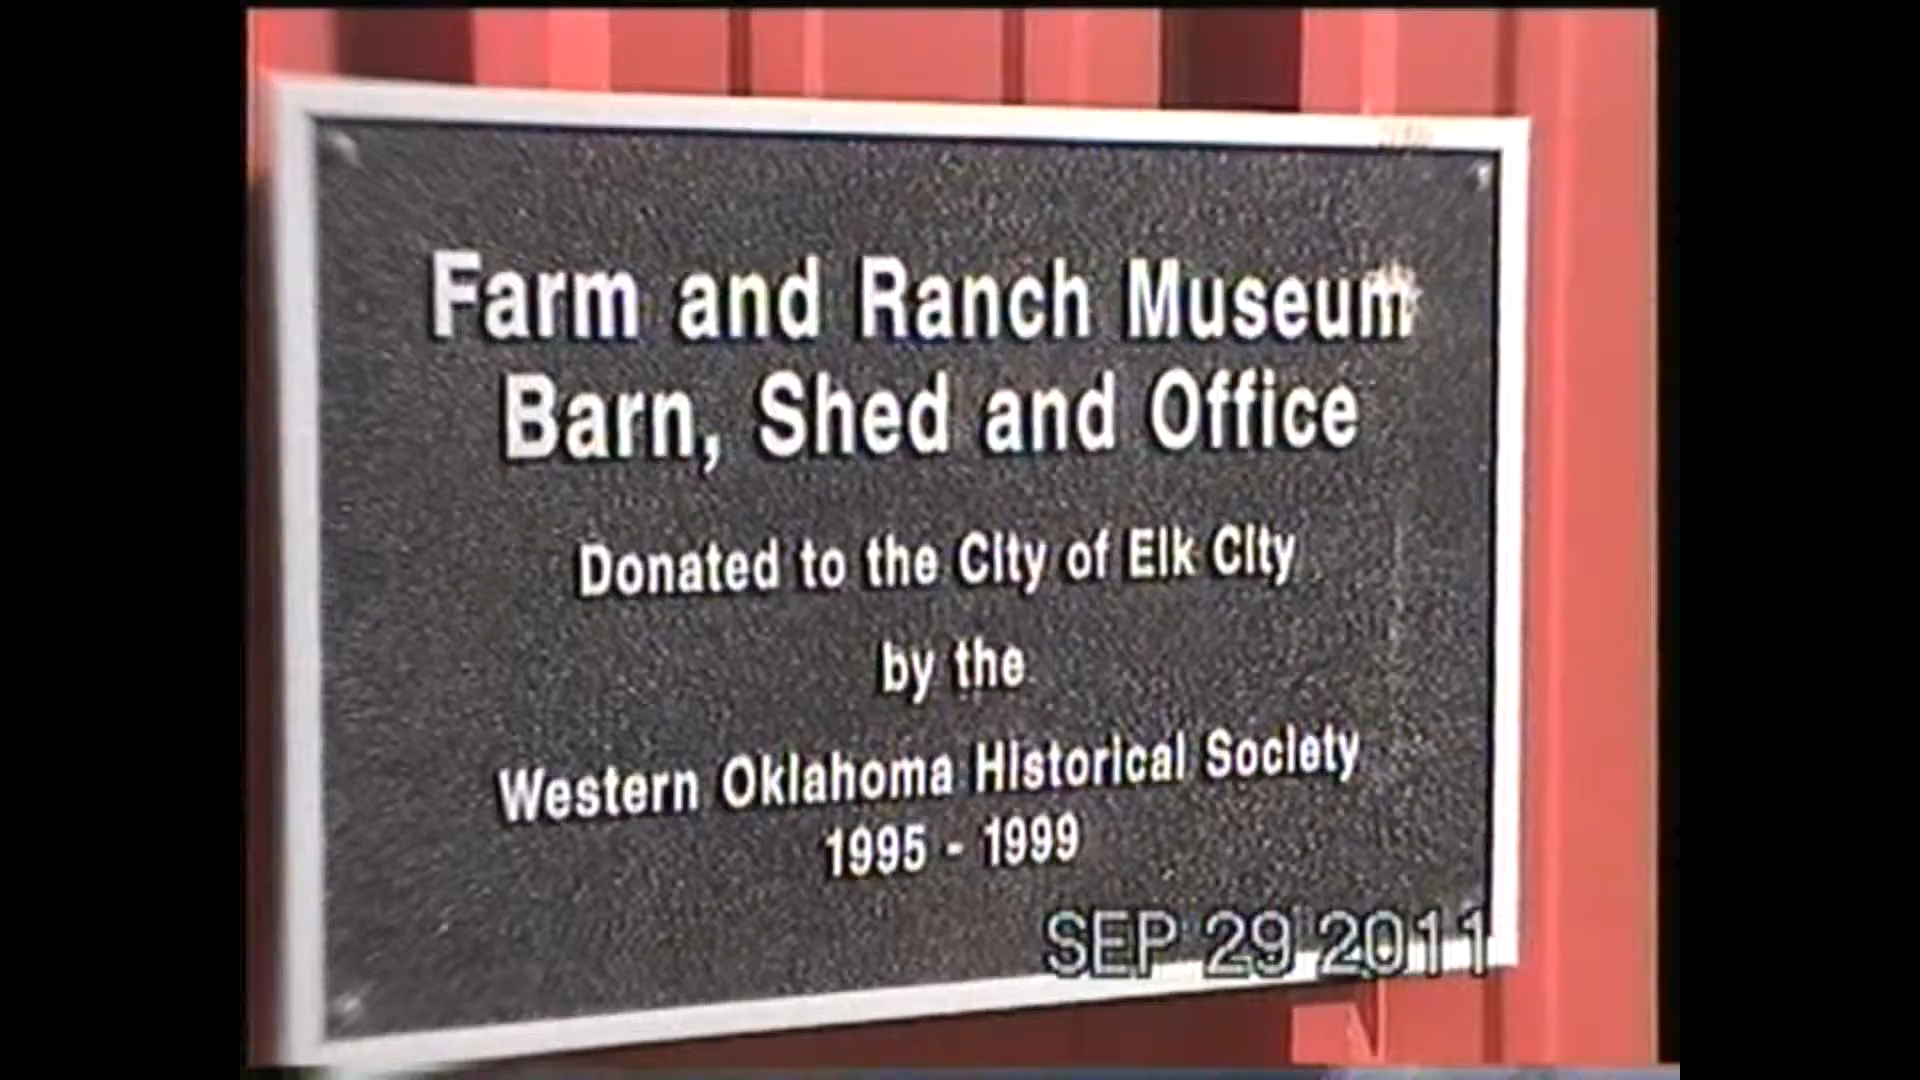 Farm and Ranch Museum
Barn, Shed and Office
Donated to the City of Elk City
by the
Western Oklahoma Historical Society
1995 - 1999
SEP 29 2011